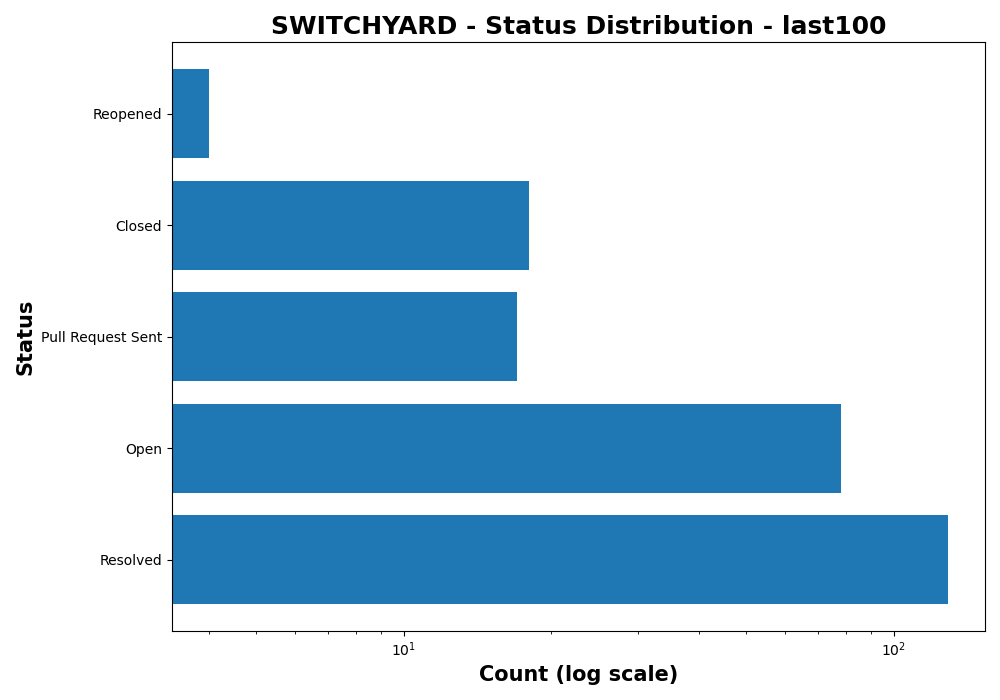 SWITCHYARD - Status Distribution - last100
Reopened
Closed
Pull Request Sent
Open
Resolved
Status
10¹
10²
Count (log scale)